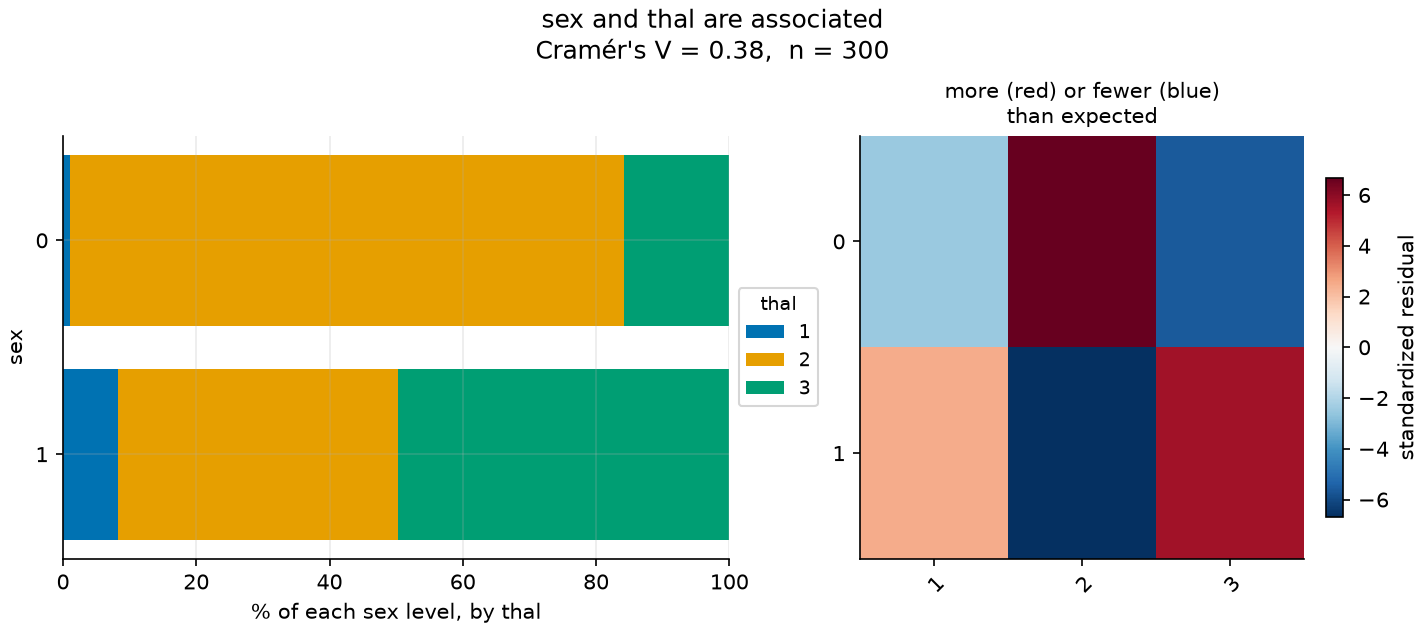 sex and thal are associated
Cramér's V = 0.38,  n = 300
sex
0
1
0 20 40 60 80 100
% of each sex level, by thal
thal
1
2
3
more (red) or fewer (blue)
than expected
0
1
1 2 3
6
4
2
0
−2
−4
−6
standardized residual